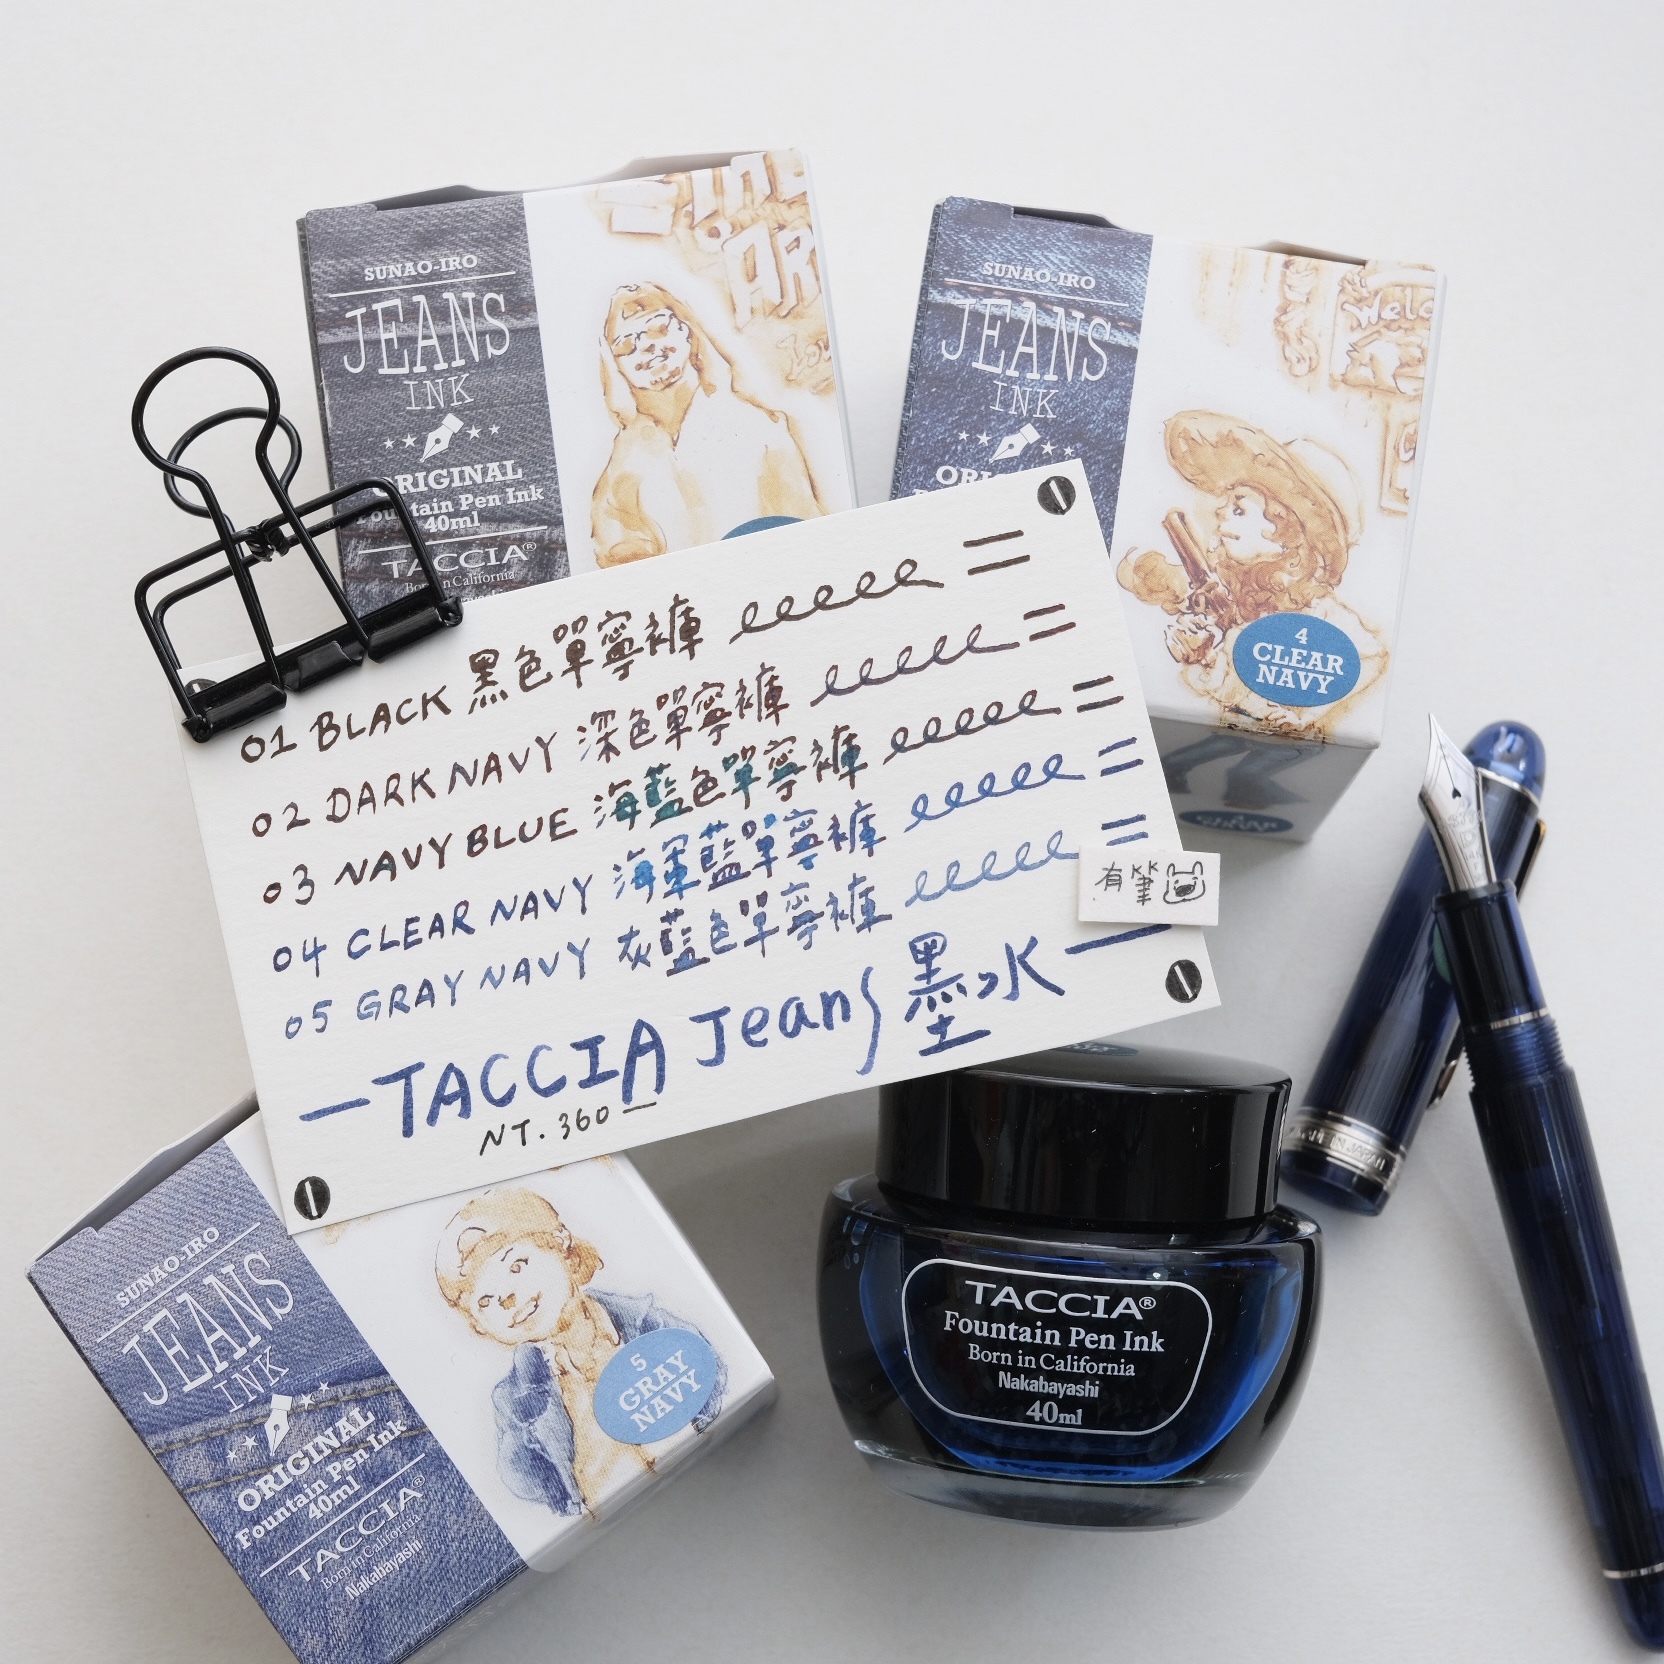 SUNAO-IRO
JEANS
INK
ORIGINAL
Fountain Pen Ink
40ml
TACCIA®
Born in California
SUNAO-IRO
JEANS
INK
4
CLEAR
NAVY
01 BLACK 黑色單寧褲
02 DARK NAVY 深色單寧褲
03 NAVY BLUE 海藍色單寧褲
04 CLEAR NAVY 海軍藍單寧褲
05 GRAY NAVY 灰藍色單寧褲
—TACCIA Jeans 墨水—
NT. 360—
有筆
SUNAO-IRO
JEANS
INK
ORIGINAL
Fountain Pen Ink
40ml
TACCIA®
Born in California
Nakabayashi
5
GRAY
NAVY
TACCIA®
Fountain Pen Ink
Born in California
Nakabayashi
40ml